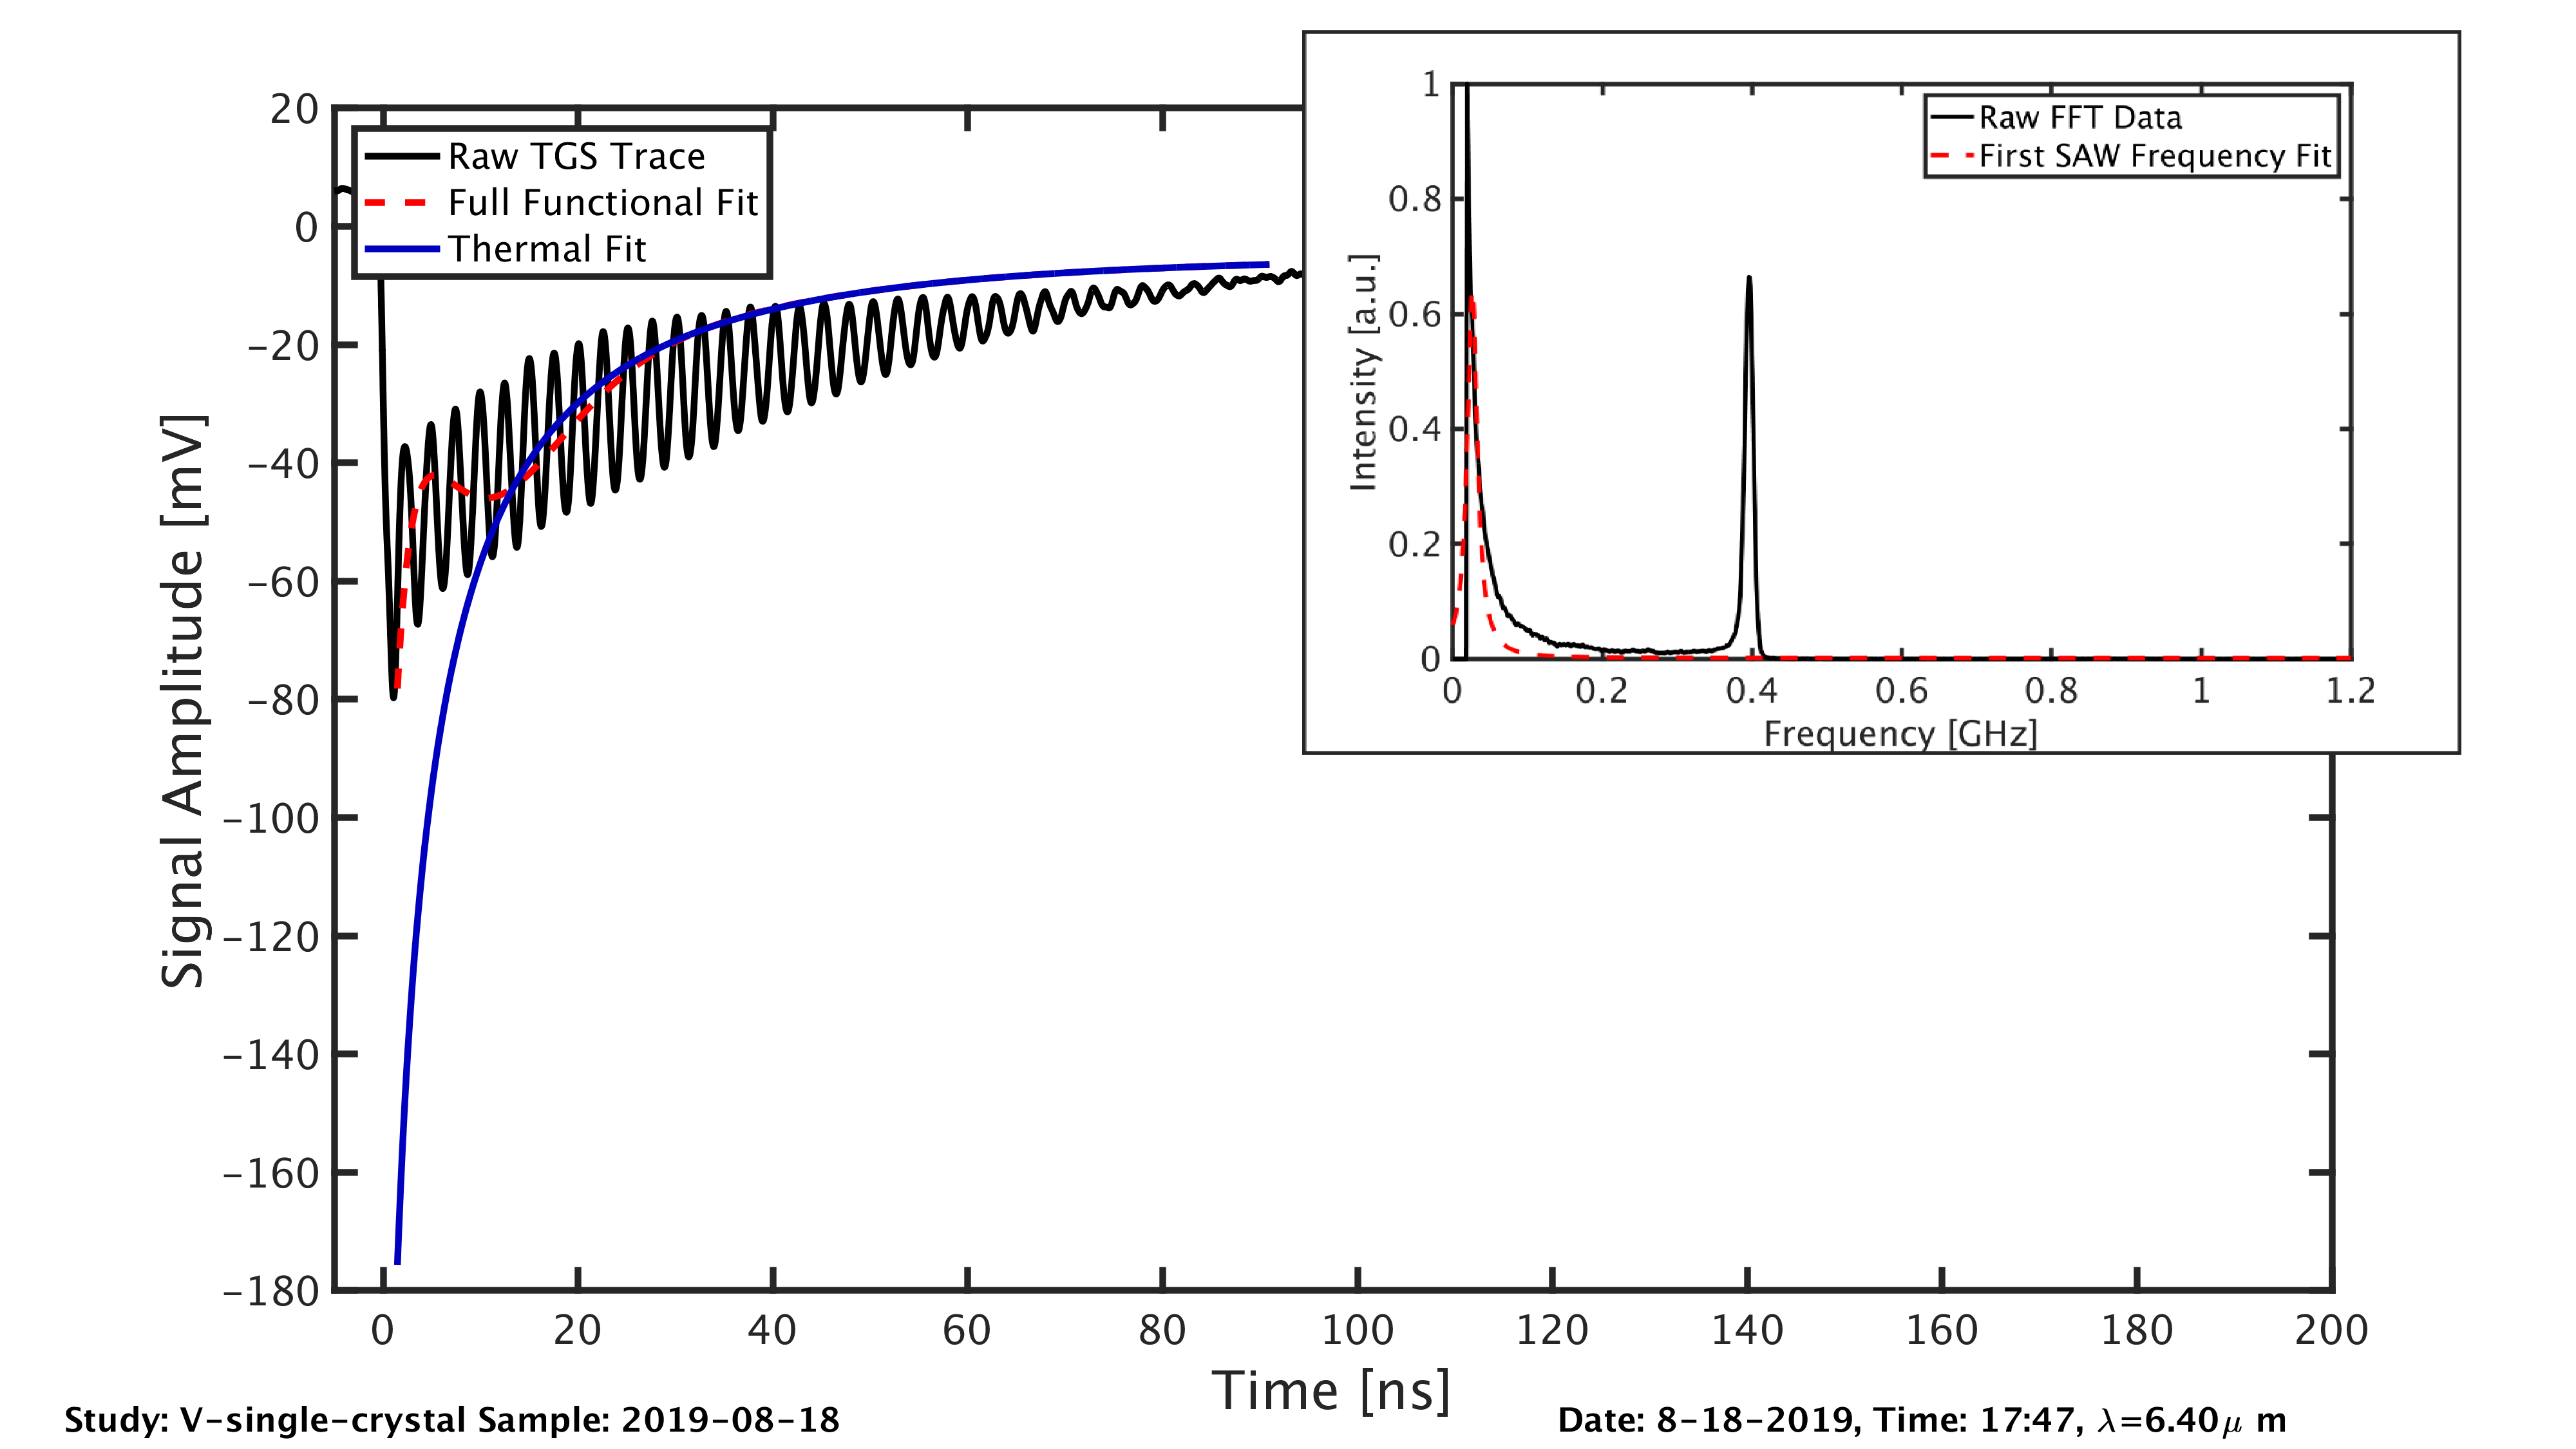 Raw TGS Trace
Full Functional Fit
Thermal Fit
20
0
-20
-40
-60
-80
-100
-120
-140
-160
-180
Signal Amplitude [mV]
0 20 40 60 80 100 120 140 160 180 200
Time [ns]
Raw FFT Data
First SAW Frequency Fit
1
0.8
0.6
0.4
0.2
0
Intensity [a.u.]
0 0.2 0.4 0.6 0.8 1 1.2
Frequency [GHz]
Study: V-single-crystal Sample: 2019-08-18
Date: 8-18-2019, Time: 17:47, λ=6.40μ m